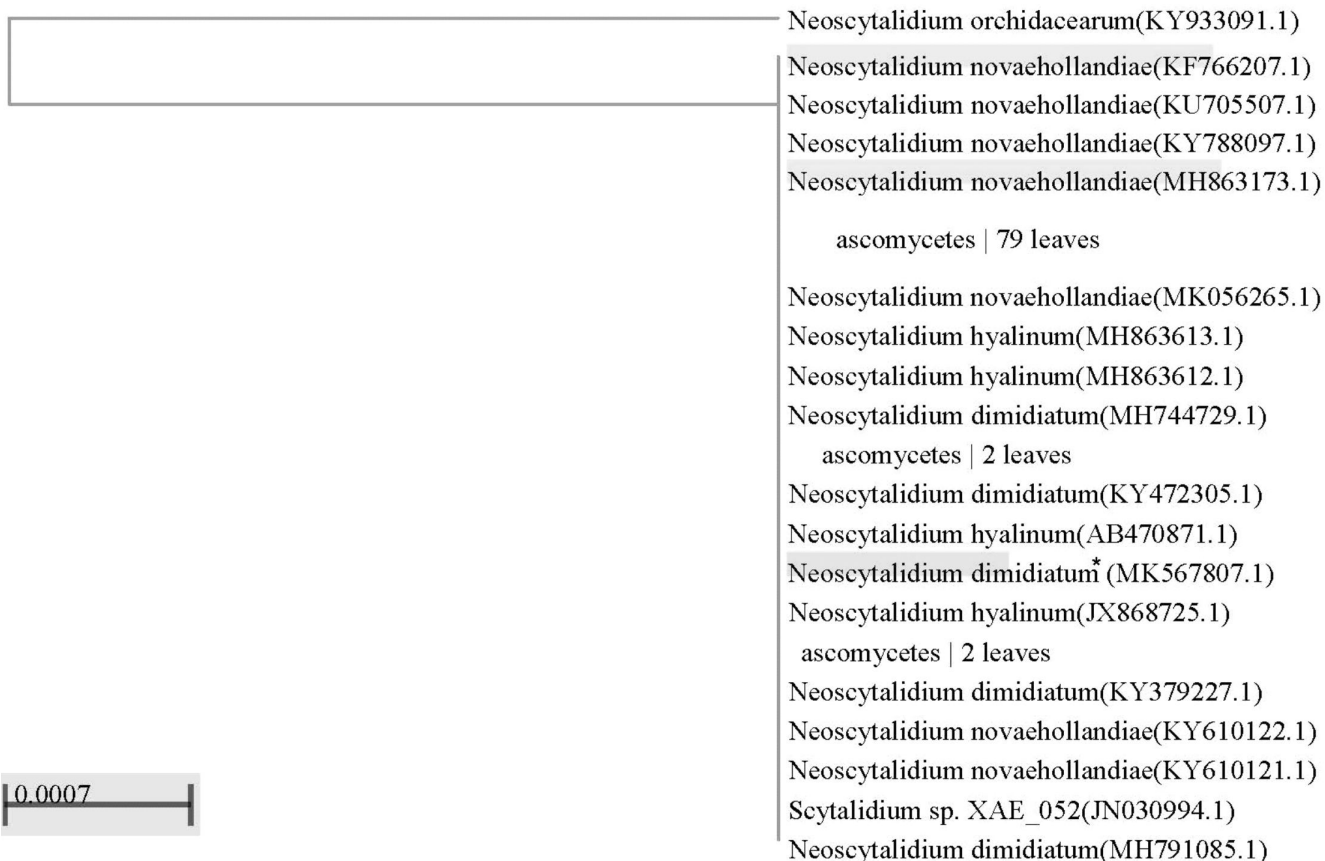 Neoscytalidium orchidacearum(KY933091.1)
Neoscytalidium novaehollandiae(KF766207.1)
Neoscytalidium novaehollandiae(KU705507.1)
Neoscytalidium novaehollandiae(KY788097.1)
Neoscytalidium novaehollandiae(MH863173.1)
ascomycetes | 79 leaves
Neoscytalidium novaehollandiae(MK056265.1)
Neoscytalidium hyalinum(MH863613.1)
Neoscytalidium hyalinum(MH863612.1)
Neoscytalidium dimidiatum(MH744729.1)
ascomycetes | 2 leaves
Neoscytalidium dimidiatum(KY472305.1)
Neoscytalidium hyalinum(AB470871.1)
Neoscytalidium dimidiatum* (MK567807.1)
Neoscytalidium hyalinum(JX868725.1)
ascomycetes | 2 leaves
Neoscytalidium dimidiatum(KY379227.1)
Neoscytalidium novaehollandiae(KY610122.1)
Neoscytalidium novaehollandiae(KY610121.1)
0.0007
Scytalidium sp. XAE_052(JN030994.1)
Neoscytalidium dimidiatum(MH791085.1)